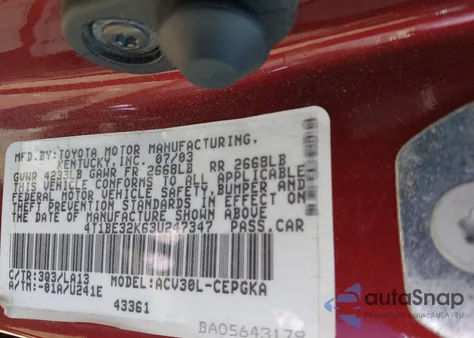 MFD.BY:TOYOTA MOTOR MANUFACTURING,
KENTUCKY,INC. 07/03
GVWR 4233LB GAWR FR 2668LB RR 2668LB
THIS VEHICLE CONFORMS TO ALL APPLICABLE
FEDERAL MOTOR VEHICLE SAFETY,BUMPER AND
THEFT PREVENTION STANDARDS IN EFFECT ON
THE DATE OF MANUFACTURE SHOWN ABOVE
4T1BE32K63U247347 PASS.CAR
C/TR:303/LA13 MODEL:ACV30L-CEPGKA
A/TM:-01A/U241E
43361
BA05643178
autoSnap